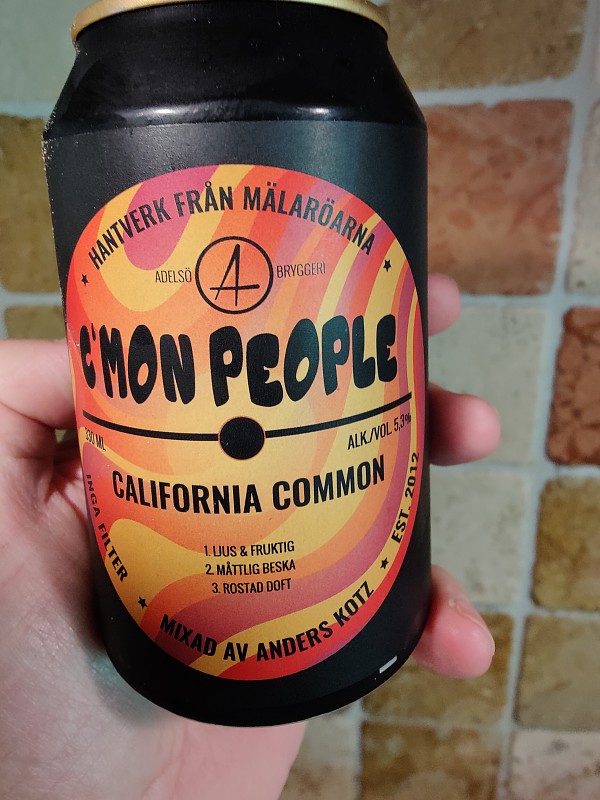 HANTVERK FRÅN MÄLARÖARNA
ADELSÖ A BRYGGERI
C'MON PEOPLE
330 ML
ALK./VOL 5,3%
CALIFORNIA COMMON
1. LJUS & FRUKTIG
2. MÅTTLIG BESKA
3. ROSTAD DOFT
INGA FILTER
MIXAD AV ANDERS KOTZ
EST. 2012